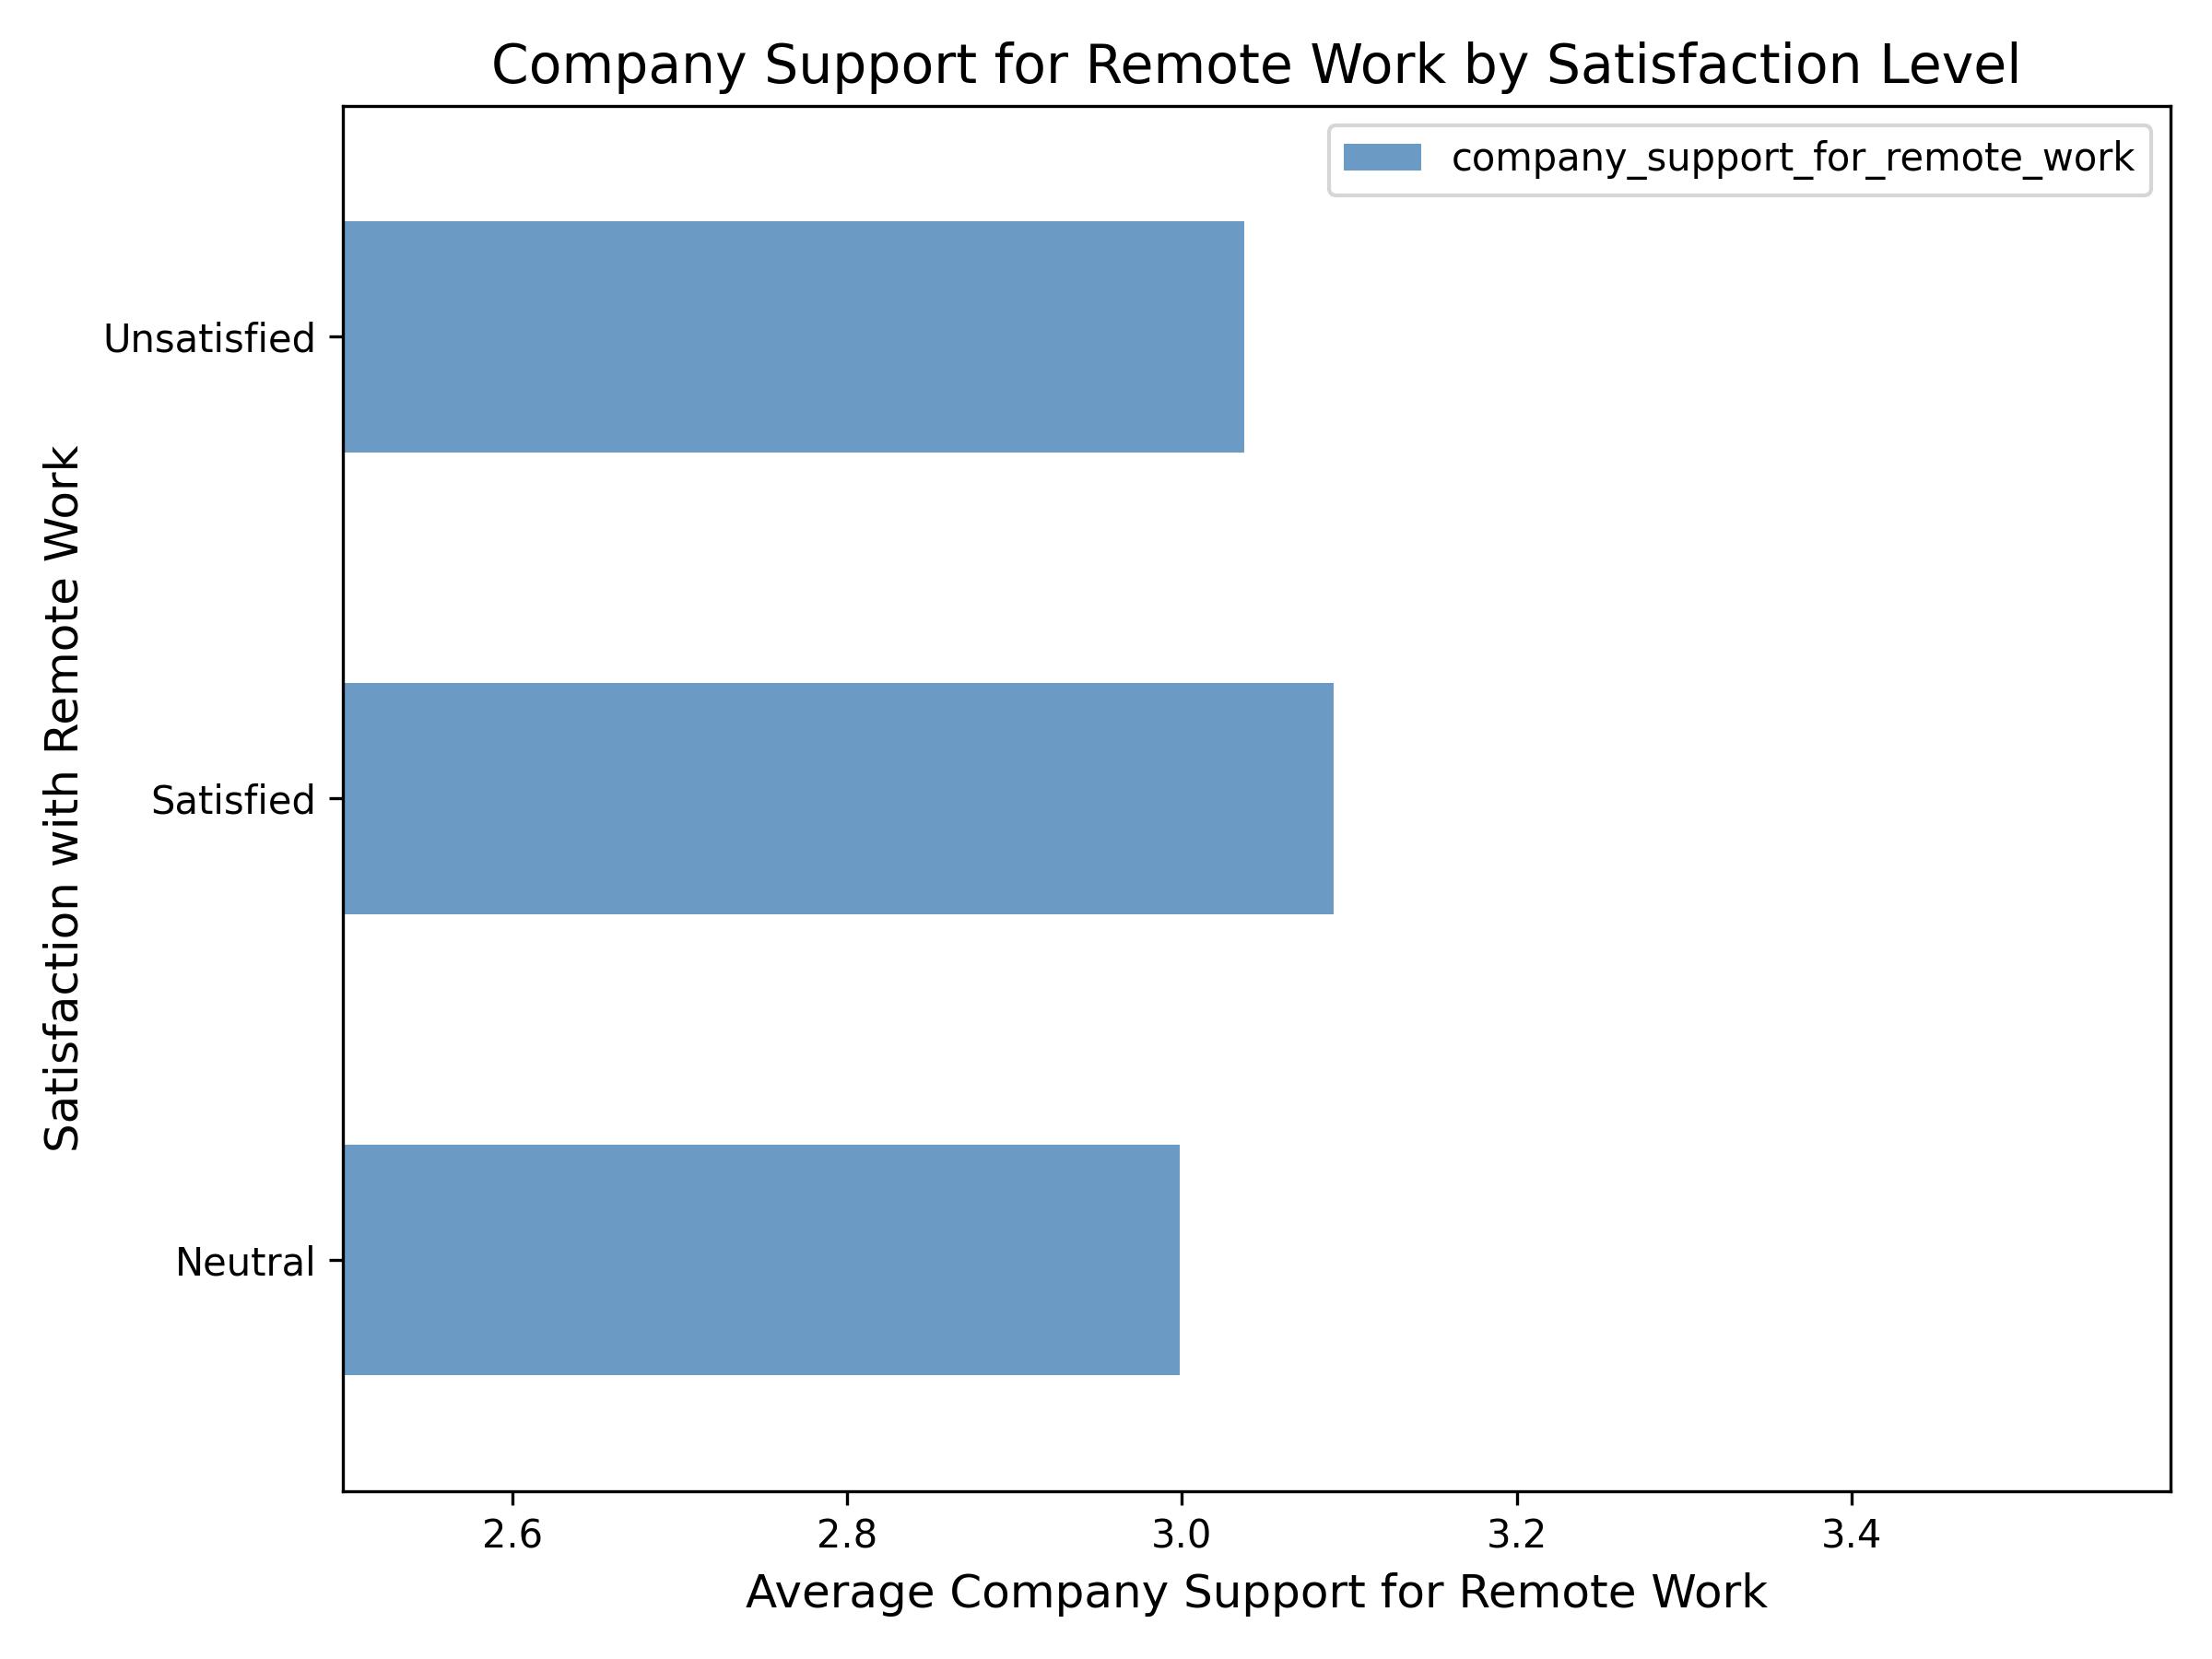 Company Support for Remote Work by Satisfaction Level
company_support_for_remote_work
Satisfaction with Remote Work
Unsatisfied
Satisfied
Neutral
2.6 2.8 3.0 3.2 3.4
Average Company Support for Remote Work